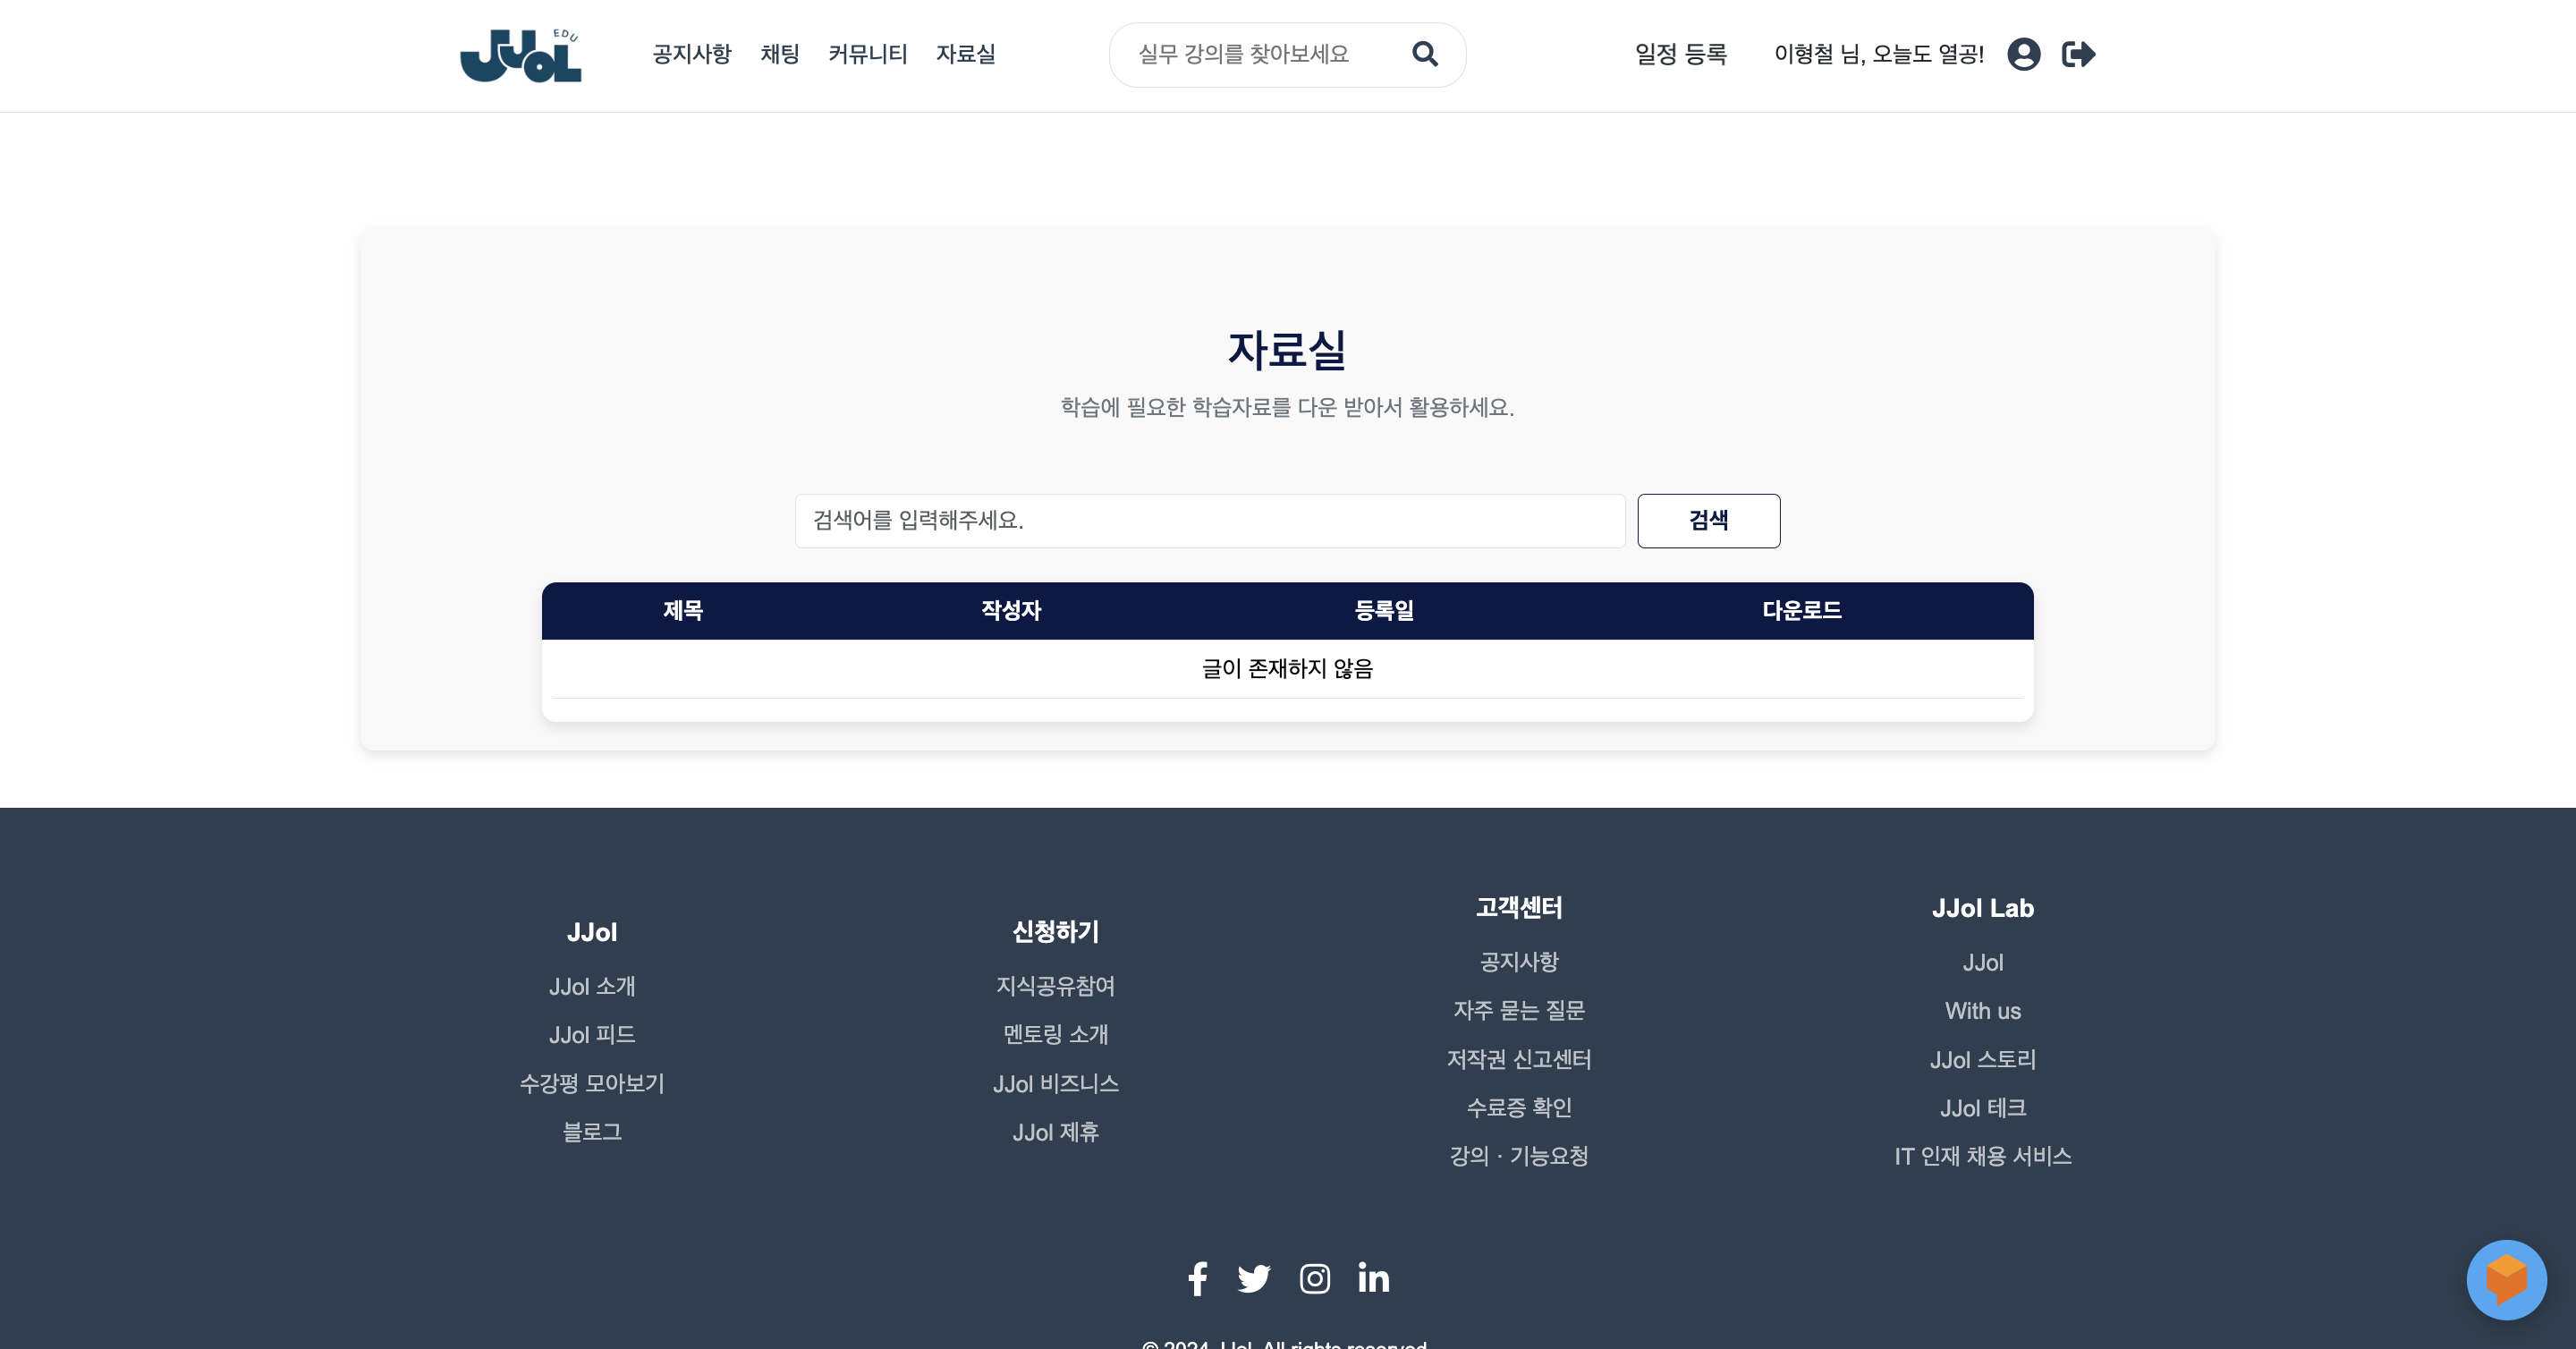 JJoL EDU
공지사항 채팅 커뮤니티 자료실
실무 강의를 찾아보세요
일정 등록
이형철 님, 오늘도 열공!
자료실
학습에 필요한 학습자료를 다운 받아서 활용하세요.
검색어를 입력해주세요.
검색
제목 작성자 등록일 다운로드
글이 존재하지 않음
JJol
JJol 소개
JJol 피드
수강평 모아보기
블로그
신청하기
지식공유참여
멘토링 소개
JJol 비즈니스
JJol 제휴
고객센터
공지사항
자주 묻는 질문
저작권 신고센터
수료증 확인
강의 · 기능요청
JJol Lab
JJol
With us
JJol 스토리
JJol 테크
IT 인재 채용 서비스
© 2024 JJol. All rights reserved.